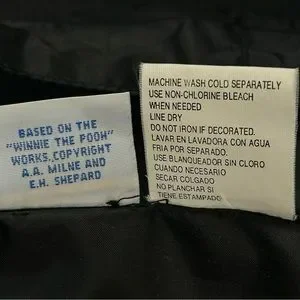 BASED ON THE
"WINNIE THE POOH"
WORKS, COPYRIGHT
A.A. MILNE AND
E.H. SHEPARD
MACHINE WASH COLD SEPARATELY
USE NON-CHLORINE BLEACH
WHEN NEEDED
LINE DRY
DO NOT IRON IF DECORATED.
LAVAR EN LAVADORA CON AGUA
FRIA POR SEPARADO.
USE BLANQUEADOR SIN CLORO
CUANDO NECESARIO
SECAR COLGADO
NO PLANCHAR SI
TIENE ESTAMPADO